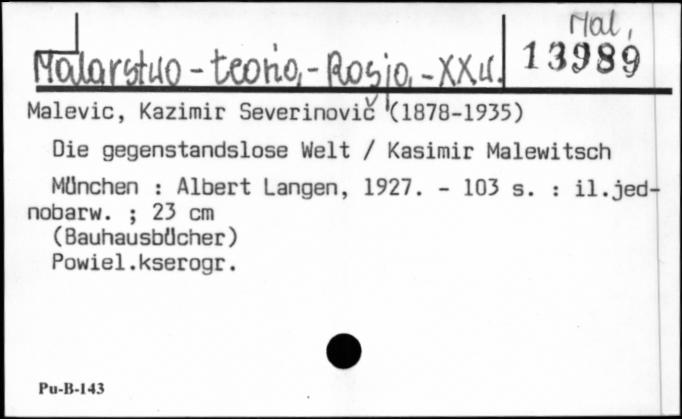 Mal,
Malarstwo - teoria, - Rosja, - XX w.
13989
Malevic, Kazimir Severinovič (1878-1935)
Die gegenstandslose Welt / Kasimir Malewitsch
München : Albert Langen, 1927. - 103 s. : il.jed-
nobarw. ; 23 cm
(Bauhausbücher)
Powiel.kserogr.
Pu-B-143